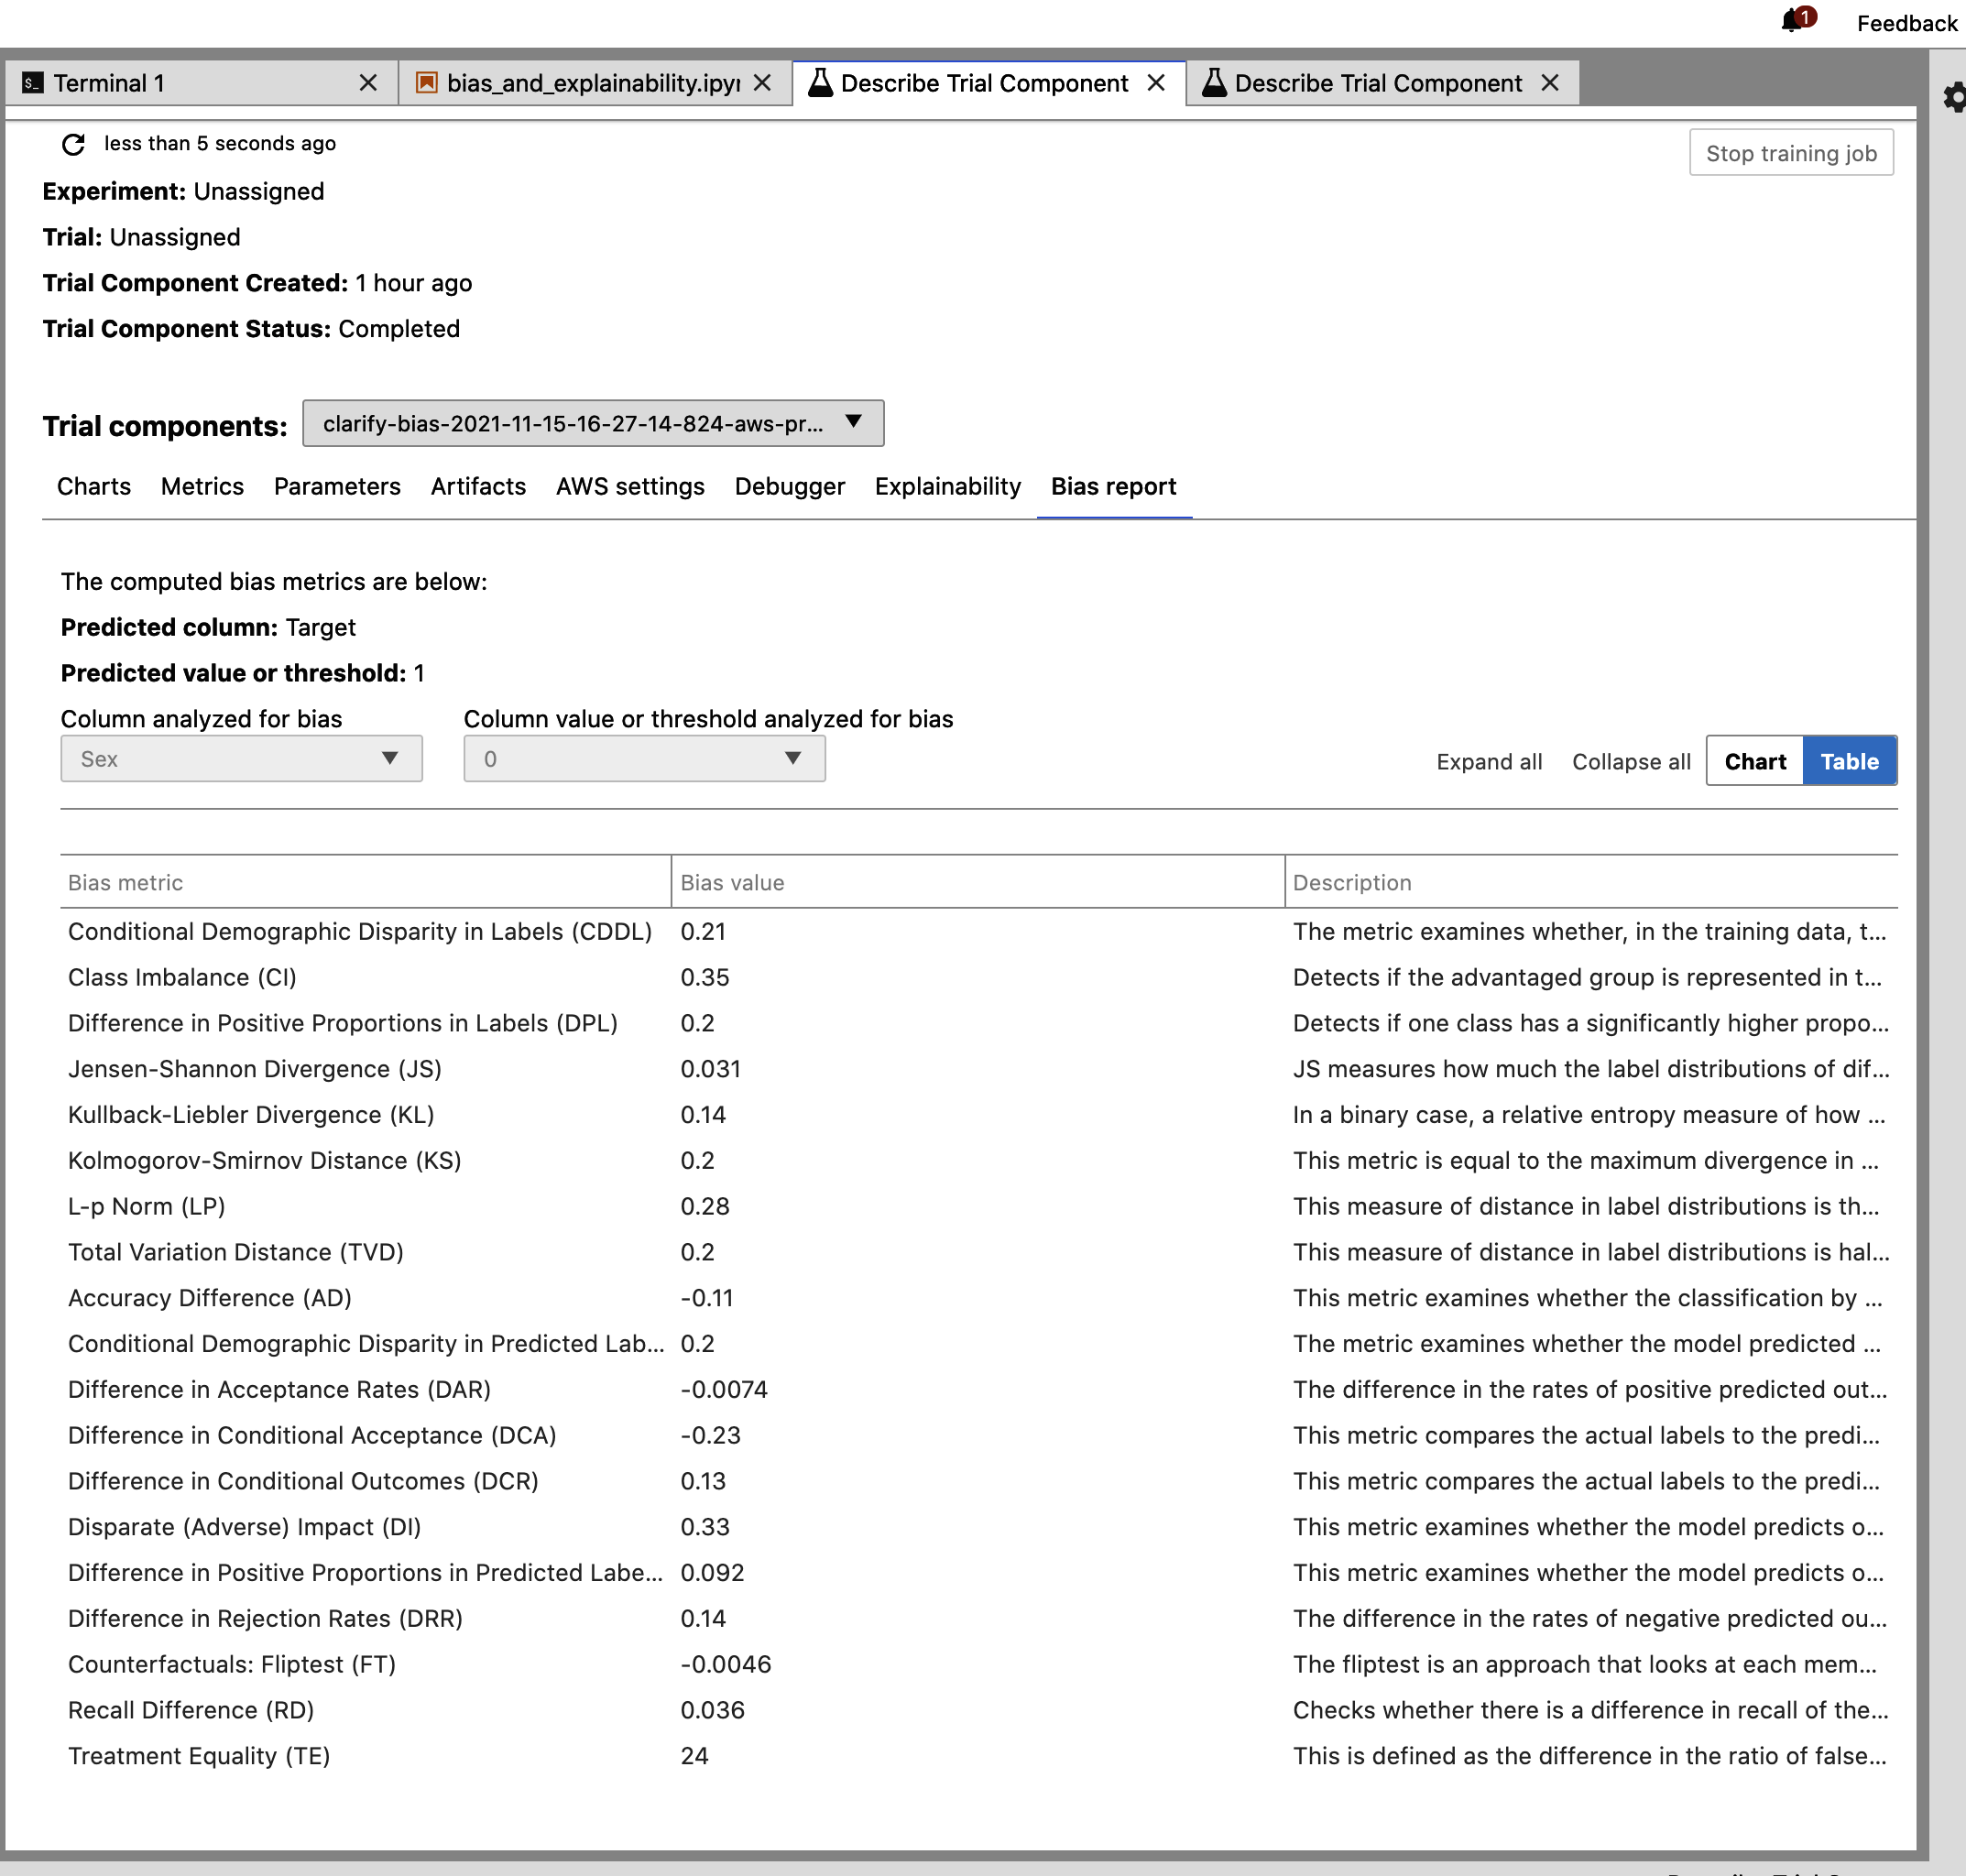 1 Feedback
$_ Terminal 1 bias_and_explainability.ipyn Describe Trial Component Describe Trial Component
less than 5 seconds ago Stop training job
Experiment: Unassigned
Trial: Unassigned
Trial Component Created: 1 hour ago
Trial Component Status: Completed
Trial components: clarify-bias-2021-11-15-16-27-14-824-aws-pr...
Charts Metrics Parameters Artifacts AWS settings Debugger Explainability Bias report
The computed bias metrics are below:
Predicted column: Target
Predicted value or threshold: 1
Column analyzed for bias Column value or threshold analyzed for bias
Sex 0 Expand all Collapse all Chart Table
Bias metric Bias value Description
Conditional Demographic Disparity in Labels (CDDL) 0.21 The metric examines whether, in the training data, t...
Class Imbalance (CI) 0.35 Detects if the advantaged group is represented in t...
Difference in Positive Proportions in Labels (DPL) 0.2 Detects if one class has a significantly higher propo...
Jensen-Shannon Divergence (JS) 0.031 JS measures how much the label distributions of dif...
Kullback-Liebler Divergence (KL) 0.14 In a binary case, a relative entropy measure of how ...
Kolmogorov-Smirnov Distance (KS) 0.2 This metric is equal to the maximum divergence in ...
L-p Norm (LP) 0.28 This measure of distance in label distributions is th...
Total Variation Distance (TVD) 0.2 This measure of distance in label distributions is hal...
Accuracy Difference (AD) -0.11 This metric examines whether the classification by ...
Conditional Demographic Disparity in Predicted Lab... 0.2 The metric examines whether the model predicted ...
Difference in Acceptance Rates (DAR) -0.0074 The difference in the rates of positive predicted out...
Difference in Conditional Acceptance (DCA) -0.23 This metric compares the actual labels to the predi...
Difference in Conditional Outcomes (DCR) 0.13 This metric compares the actual labels to the predi...
Disparate (Adverse) Impact (DI) 0.33 This metric examines whether the model predicts o...
Difference in Positive Proportions in Predicted Labe... 0.092 This metric examines whether the model predicts o...
Difference in Rejection Rates (DRR) 0.14 The difference in the rates of negative predicted ou...
Counterfactuals: Fliptest (FT) -0.0046 The fliptest is an approach that looks at each mem...
Recall Difference (RD) 0.036 Checks whether there is a difference in recall of the...
Treatment Equality (TE) 24 This is defined as the difference in the ratio of false...